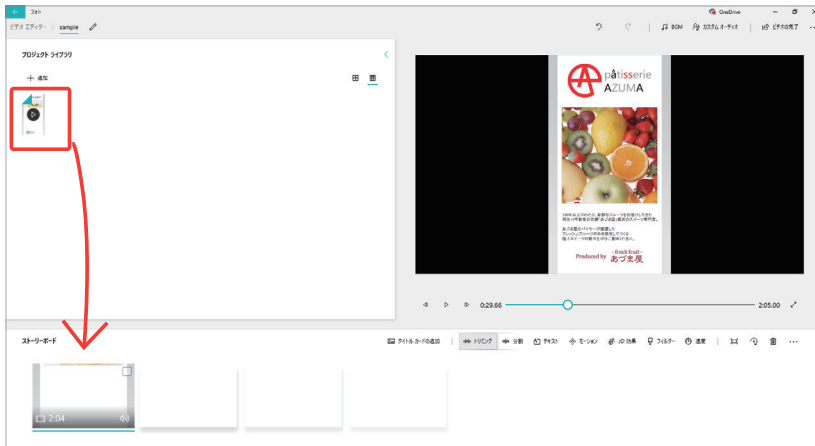 フォト
OneDrive
ビデオ エディター > sample
BGM カスタム オーディオ ビデオの完了 …
プロジェクト ライブラリ
追加
pâtisserie
AZUMA
Produced by
- fresh fruit -
あづま屋
0:29.66
2:05.00
ストーリーボード
タイトル カードの追加 トリミング 分割 テキスト モーション 3D 効果 フィルター 速度 …
2:04